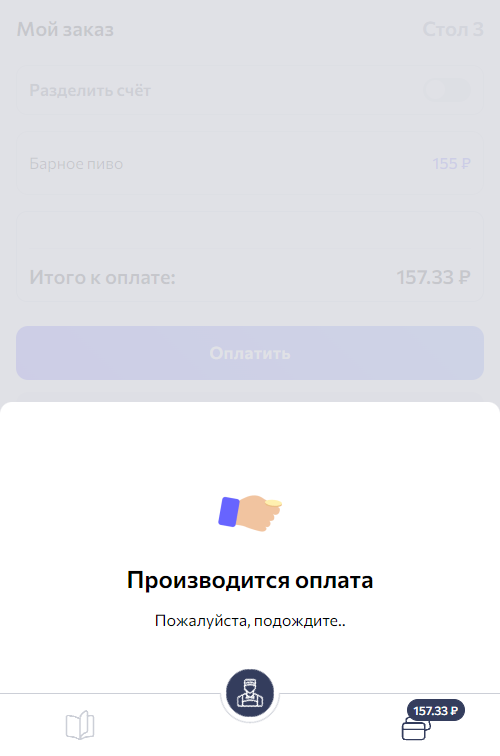 Мой заказ Стол 3
Разделить счёт
Барное пиво 155 ₽
Итого к оплате: 157.33 ₽
Оплатить
Производится оплата
Пожалуйста, подождите..
157.33 ₽